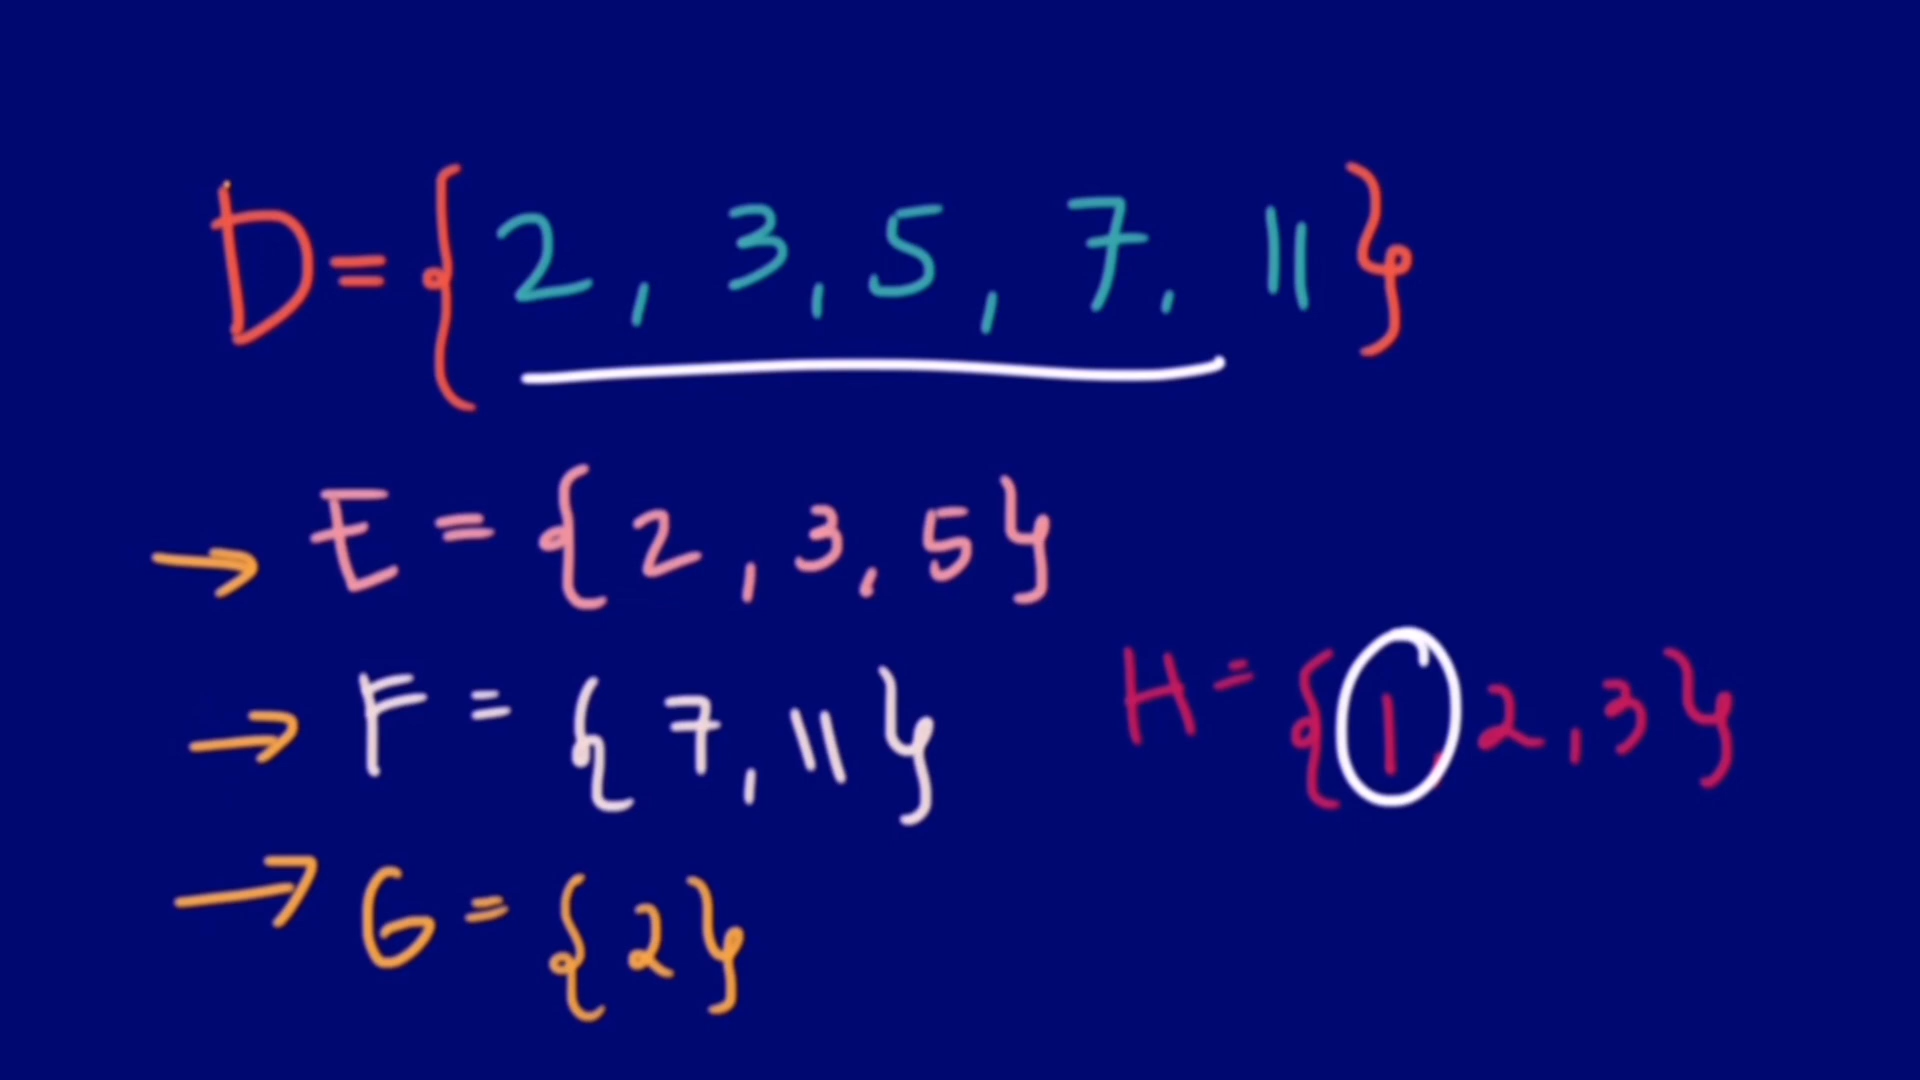 D = { 2, 3, 5, 7, 11 }
→ E = { 2, 3, 5 }
→ F = { 7, 11 }
H = { 1, 2, 3 }
→ G = { 2 }